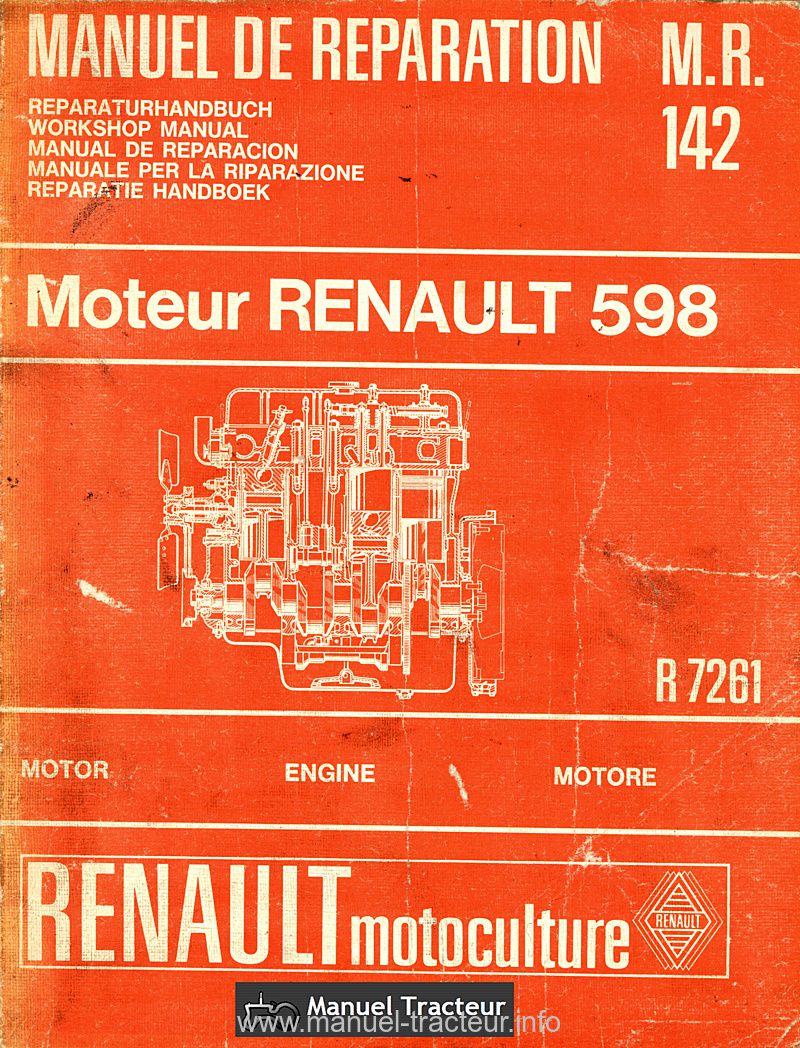 MANUEL DE REPARATION M.R.
142
REPARATURHANDBUCH
WORKSHOP MANUAL
MANUAL DE REPARACION
MANUALE PER LA RIPARAZIONE
REPARATIE HANDBOEK
Moteur RENAULT 598
R 7261
MOTOR ENGINE MOTORE
RENAULT motoculture
RENAULT
Manuel Tracteur
www.manuel-tracteur.info